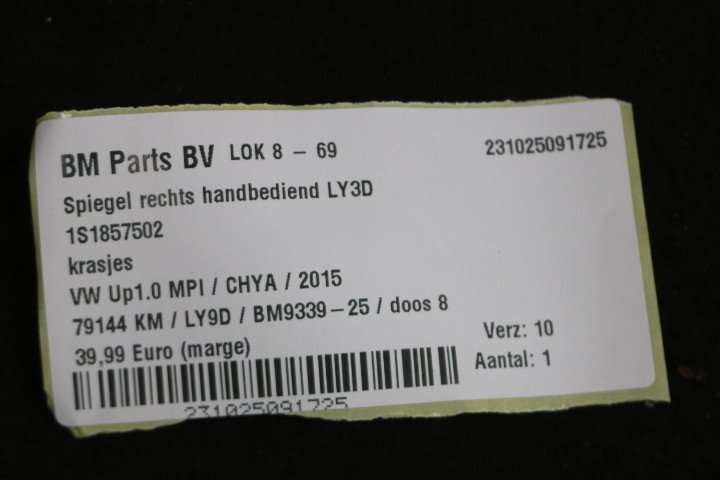 BM Parts BV LOK 8 - 69 231025091725
Spiegel rechts handbediend LY3D
1S1857502
krasjes
VW Up1.0 MPI / CHYA / 2015
79144 KM / LY9D / BM9339-25 / doos 8
39,99 Euro (marge) Verz: 10
Aantal: 1
231025091725